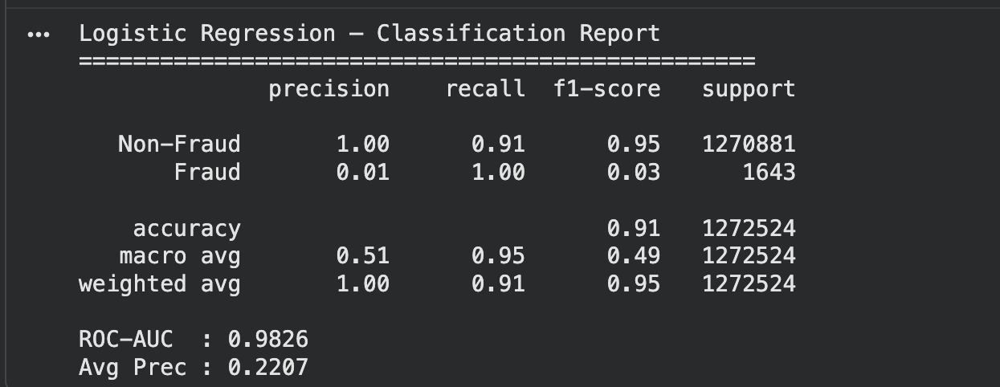 ••• Logistic Regression — Classification Report
==================================================
              precision    recall  f1-score   support

   Non-Fraud       1.00      0.91      0.95   1270881
       Fraud       0.01      1.00      0.03      1643

    accuracy                           0.91   1272524
   macro avg       0.51      0.95      0.49   1272524
weighted avg       1.00      0.91      0.95   1272524

ROC-AUC  : 0.9826
Avg Prec : 0.2207